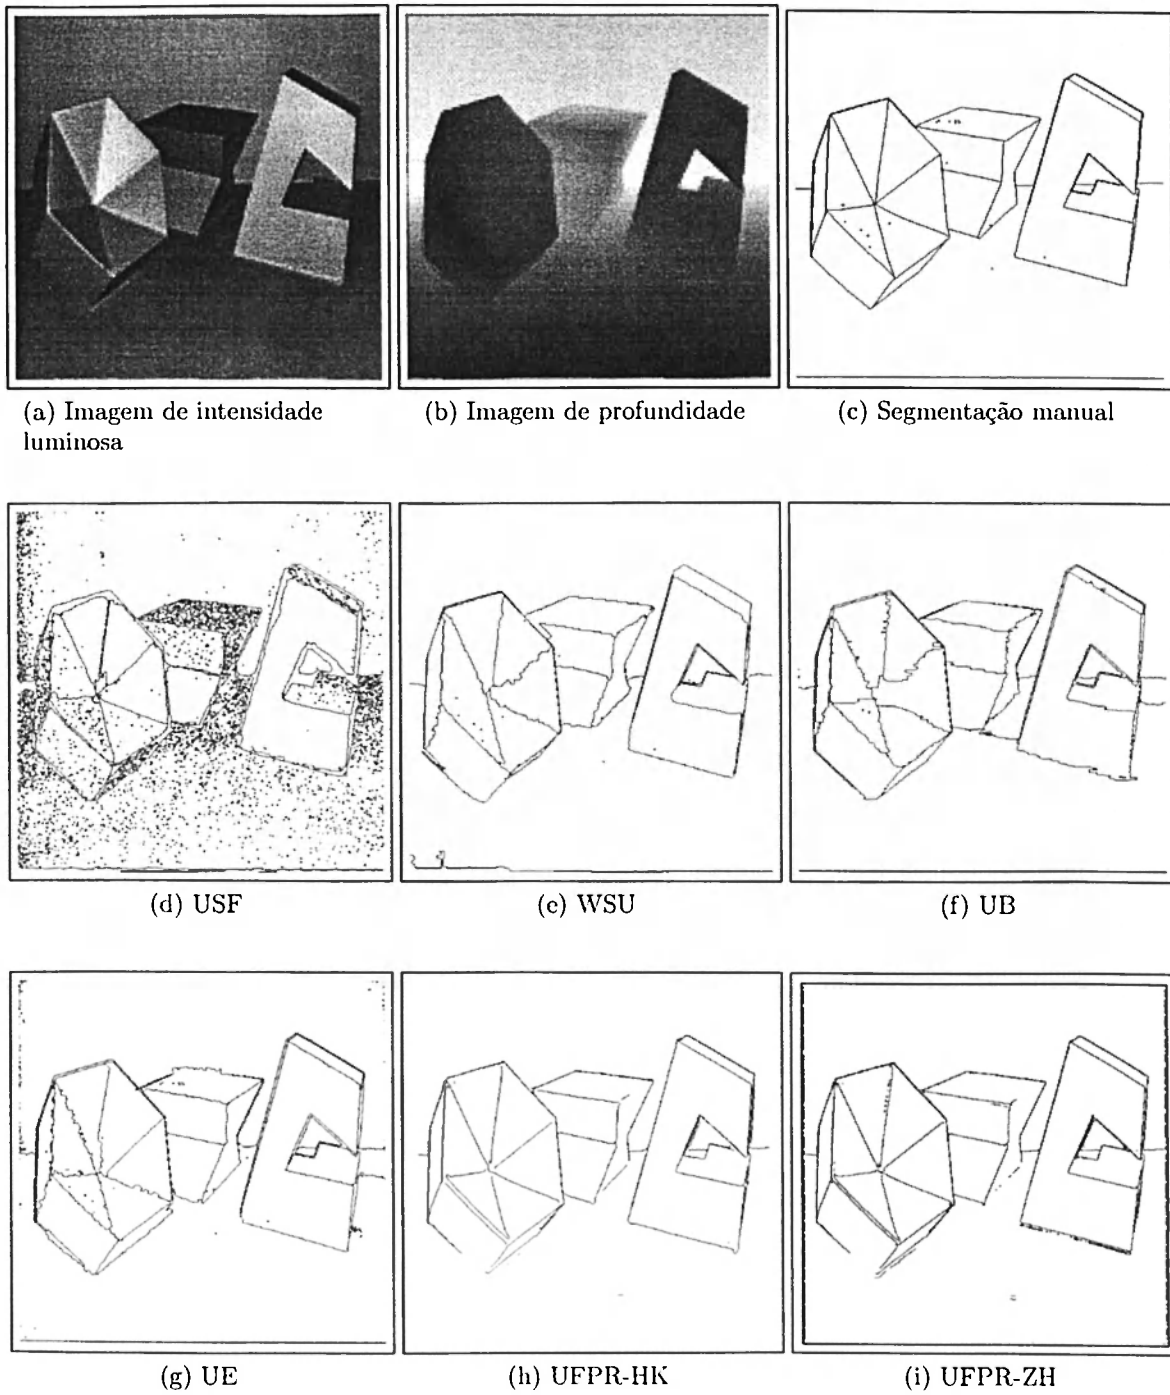 (a) Imagem de intensidade
luminosa
(b) Imagem de profundidade
(c) Segmentação manual
(d) USF
(e) WSU
(f) UB
(g) UE
(h) UFPR-HK
(i) UFPR-ZH